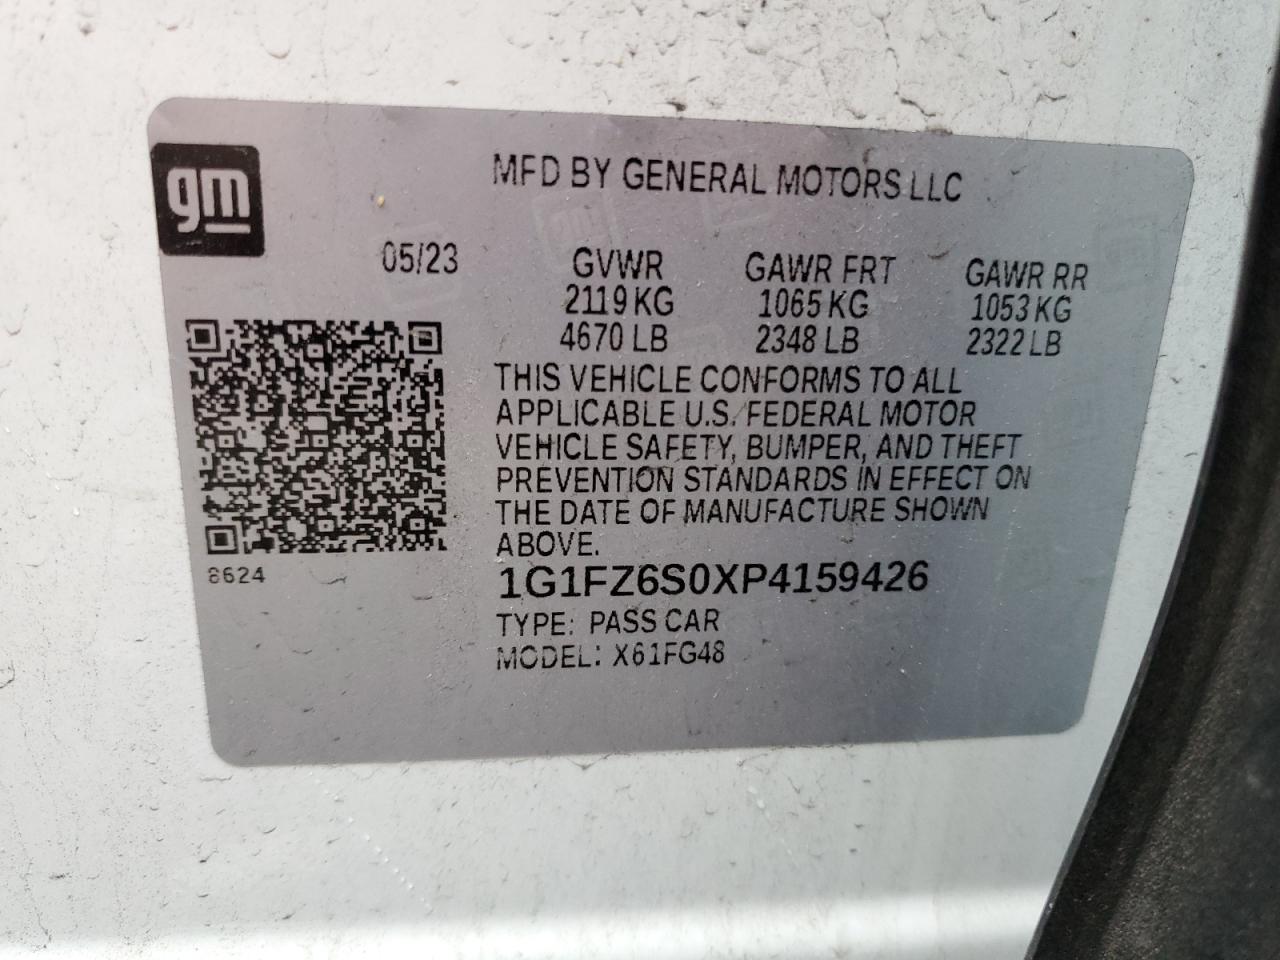 gm
MFD BY GENERAL MOTORS LLC
05/23
GVWR GAWR FRT GAWR RR
2119 KG 1065 KG 1053 KG
4670 LB 2348 LB 2322 LB
THIS VEHICLE CONFORMS TO ALL
APPLICABLE U.S. FEDERAL MOTOR
VEHICLE SAFETY, BUMPER, AND THEFT
PREVENTION STANDARDS IN EFFECT ON
THE DATE OF MANUFACTURE SHOWN
ABOVE.
8624
1G1FZ6S0XP4159426
TYPE: PASS CAR
MODEL: X61FG48